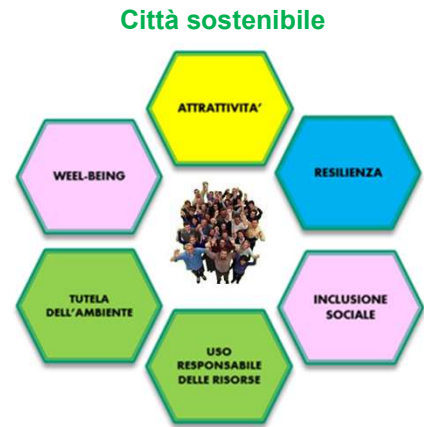 Città sostenibile
ATTRATTIVITA'
RESILIENZA
WEEL-BEING
INCLUSIONE
SOCIALE
TUTELA
DELL'AMBIENTE
USO
RESPONSABILE
DELLE RISORSE